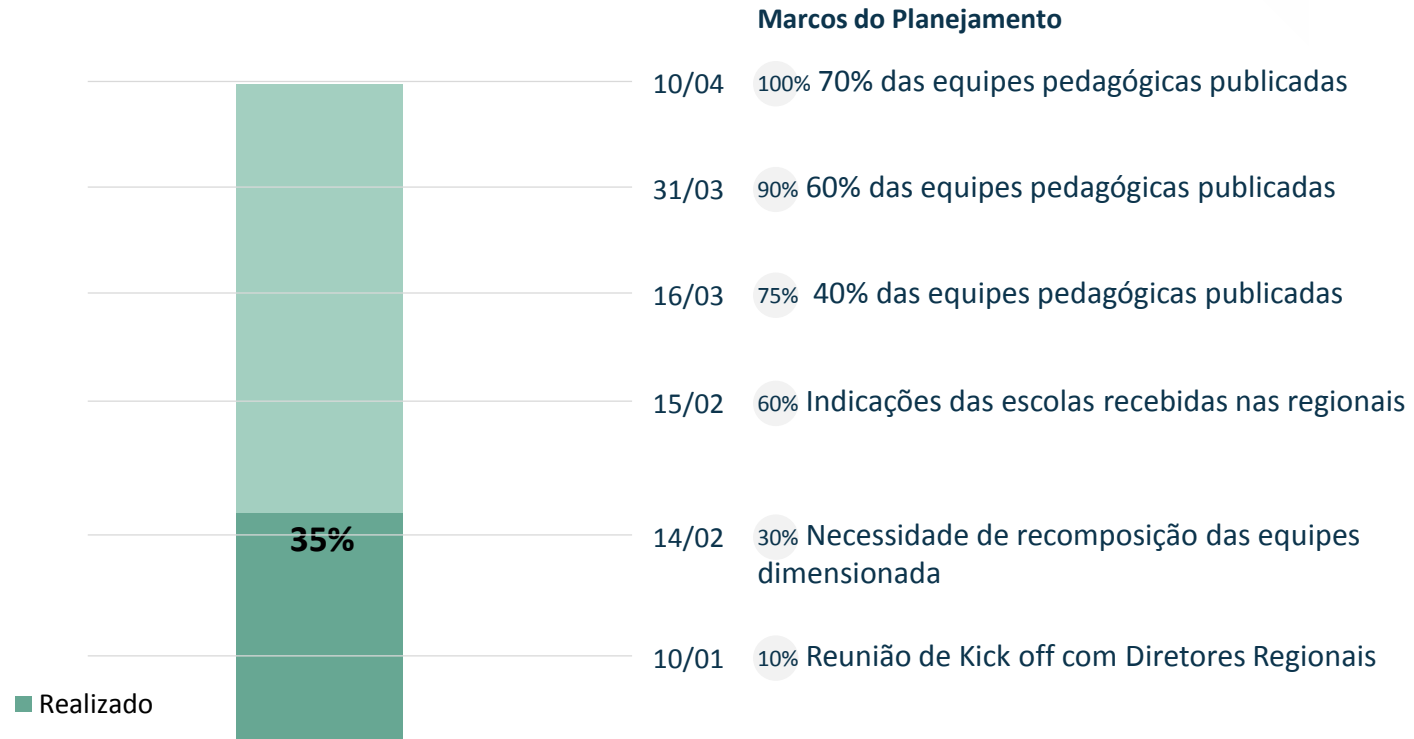 Marcos do Planejamento
10/04 100% 70% das equipes pedagógicas publicadas
31/03 90% 60% das equipes pedagógicas publicadas
16/03 75% 40% das equipes pedagógicas publicadas
15/02 60% Indicações das escolas recebidas nas regionais
35%
14/02 30% Necessidade de recomposição das equipes
dimensionada
10/01 10% Reunião de Kick off com Diretores Regionais
Realizado